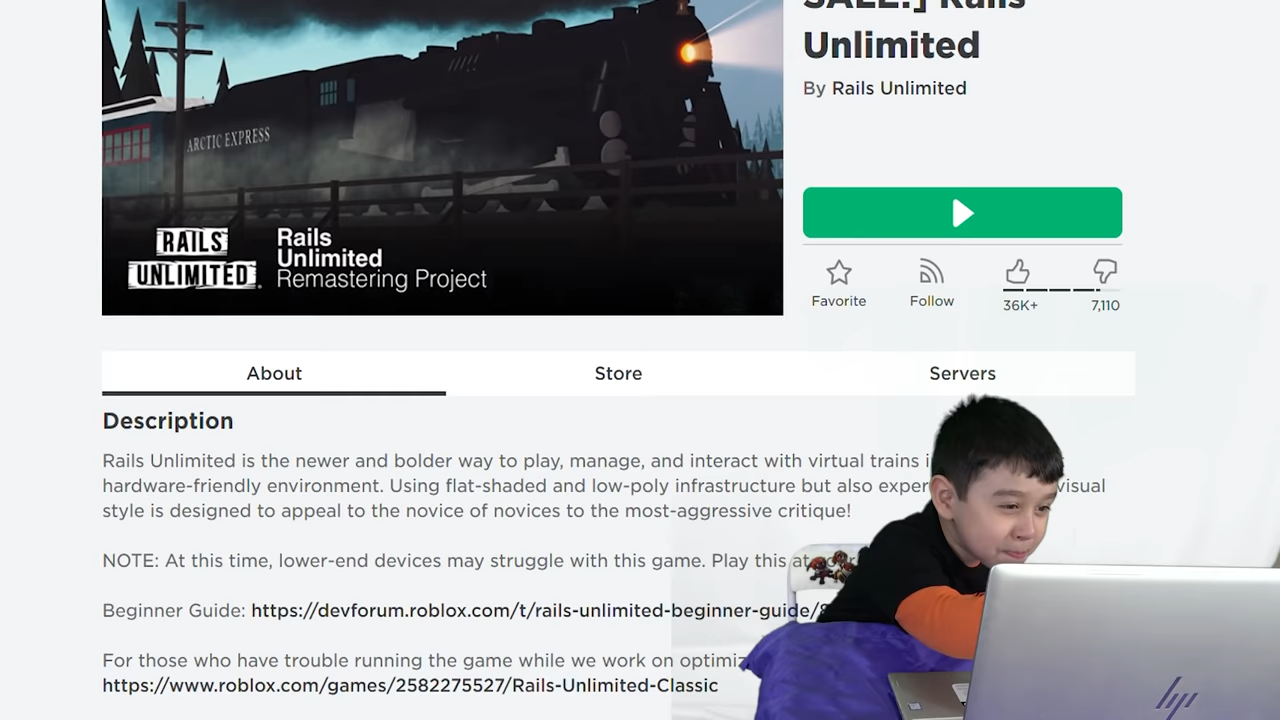 Rails
Unlimited
By Rails Unlimited
ARCTIC EXPRESS
RAILS
UNLIMITED
Rails
Unlimited
Remastering Project
Favorite
Follow
36K+
7,110
About
Store
Servers
Description
Rails Unlimited is the newer and bolder way to play, manage, and interact with virtual trains
hardware-friendly environment. Using flat-shaded and low-poly infrastructure but also visual
style is designed to appeal to the novice of novices to the most-aggressive critique!
NOTE: At this time, lower-end devices may struggle with this game. Play this at
Beginner Guide: https://devforum.roblox.com/t/rails-unlimited-beginner-guide/
For those who have trouble running the game while we work on
https://www.roblox.com/games/2582275527/Rails-Unlimited-Classic
hp